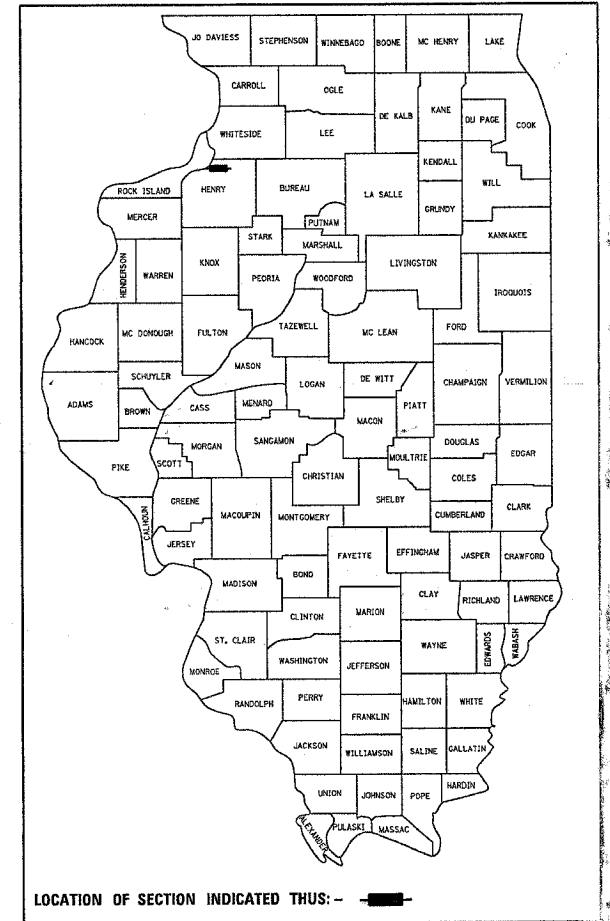 JO DAVIESS STEPHENSON WINNEBAGO BOONE MC HENRY LAKE
CARROLL OGLE
DE KALB KANE DU PAGE COOK
WHITESIDE LEE
KENDALL
WILL
ROCK ISLAND HENRY BUREAU LA SALLE
GRUNDY
MERCER PUTNAM
STARK MARSHALL KANKAKEE
HENDERSON WARREN KNOX PEORIA WOODFORD LIVINGSTON
IROQUOIS
HANCOCK MC DONOUGH FULTON TAZEWELL MC LEAN FORD
MASON
SCHUYLER LOGAN DE WITT CHAMPAIGN VERMILION
ADAMS BROWN CASS MENARD PIATT
MACON
MORGAN SANGAMON DOUGLAS
PIKE SCOTT MOULTRIE EDGAR
CHRISTIAN COLES
GREENE SHELBY
CALHOUN MACOUPIN MONTGOMERY CUMBERLAND CLARK
JERSEY
FAYETTE EFFINGHAM JASPER CRAWFORD
MADISON BOND
CLAY RICHLAND LAWRENCE
CLINTON MARION
ST. CLAIR WAYNE EDWARDS WABASH
WASHINGTON JEFFERSON
MONROE
RANDOLPH PERRY HAMILTON WHITE
FRANKLIN
JACKSON WILLIAMSON SALINE GALLATIN
UNION JOHNSON POPE HARDIN
ALEXANDER PULASKI MASSAC
LOCATION OF SECTION INDICATED THUS: -